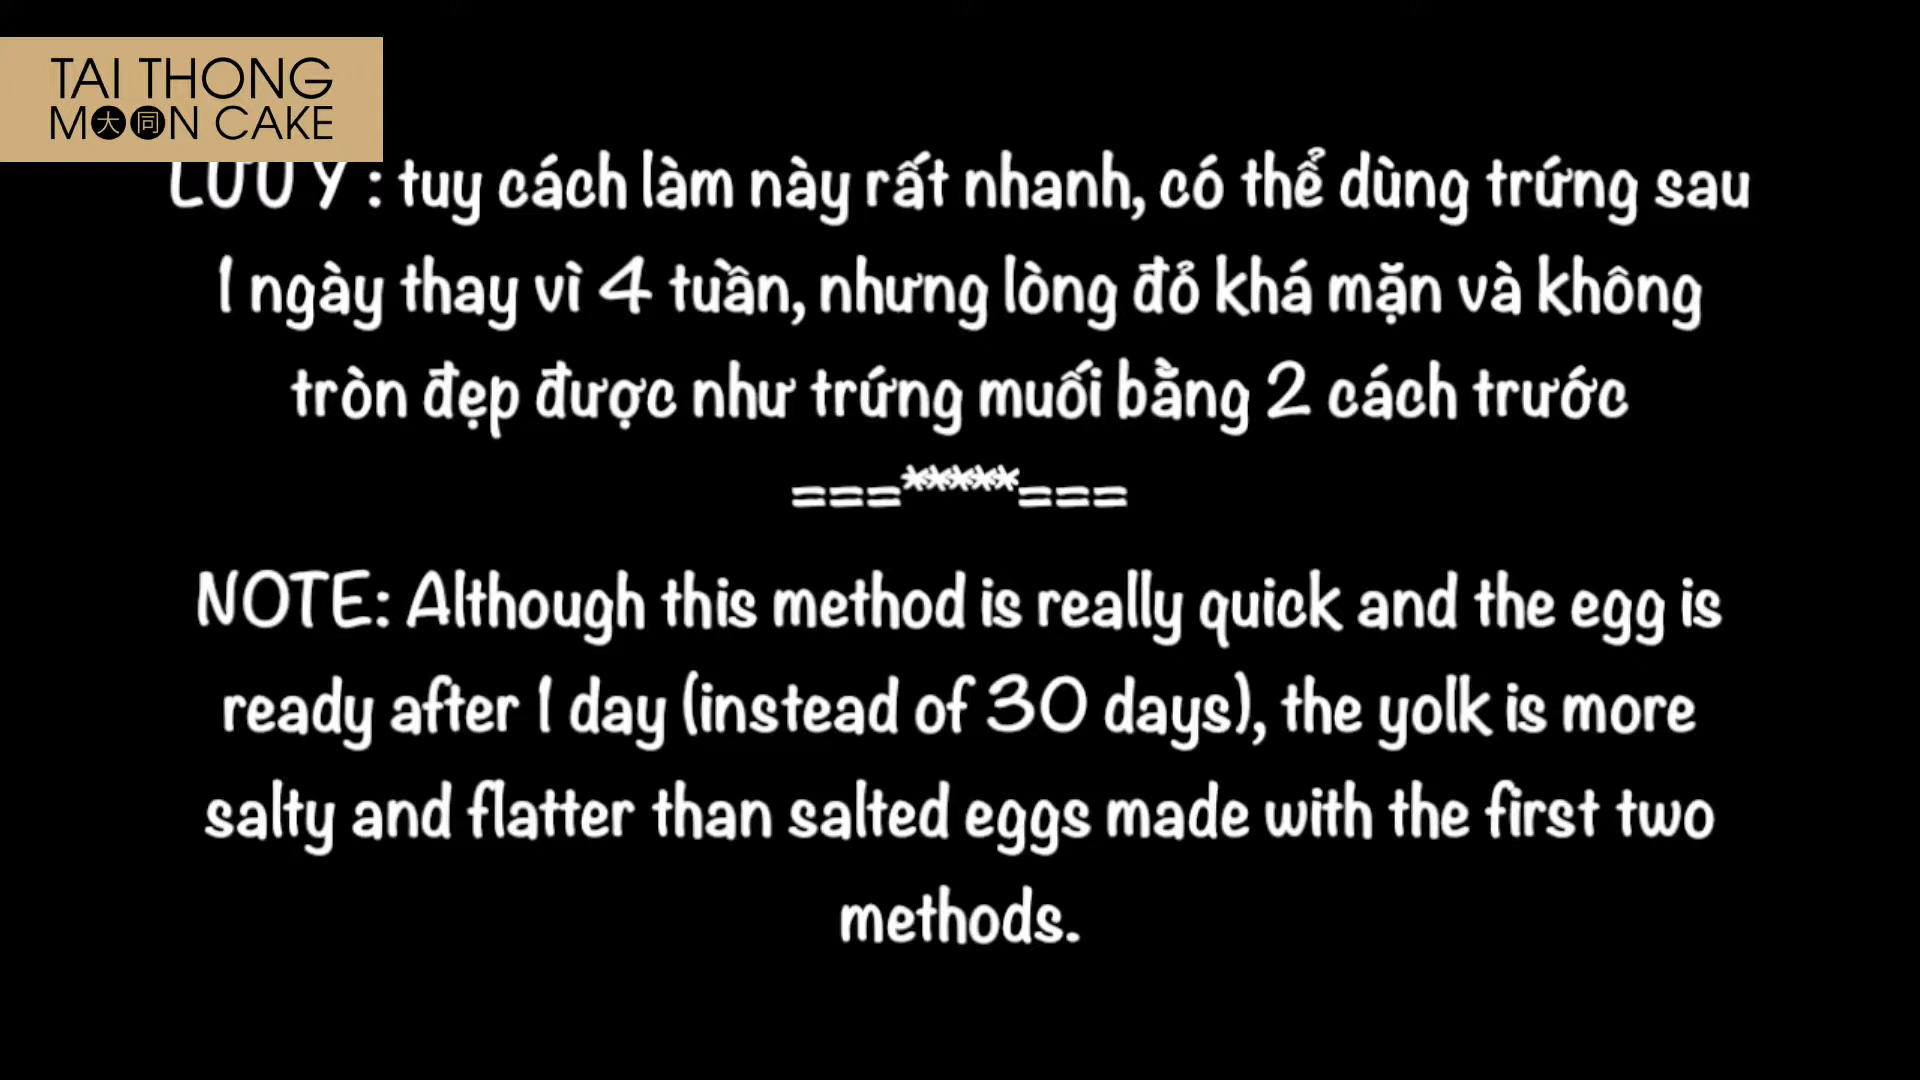 TAI THONG
MOON CAKE
大同
LƯU Ý : tuy cách làm này rất nhanh, có thể dùng trứng sau
1 ngày thay vì 4 tuần, nhưng lòng đỏ khá mặn và không
tròn đẹp được như trứng muối bằng 2 cách trước
===*****===
NOTE: Although this method is really quick and the egg is
ready after 1 day (instead of 30 days), the yolk is more
salty and flatter than salted eggs made with the first two
methods.